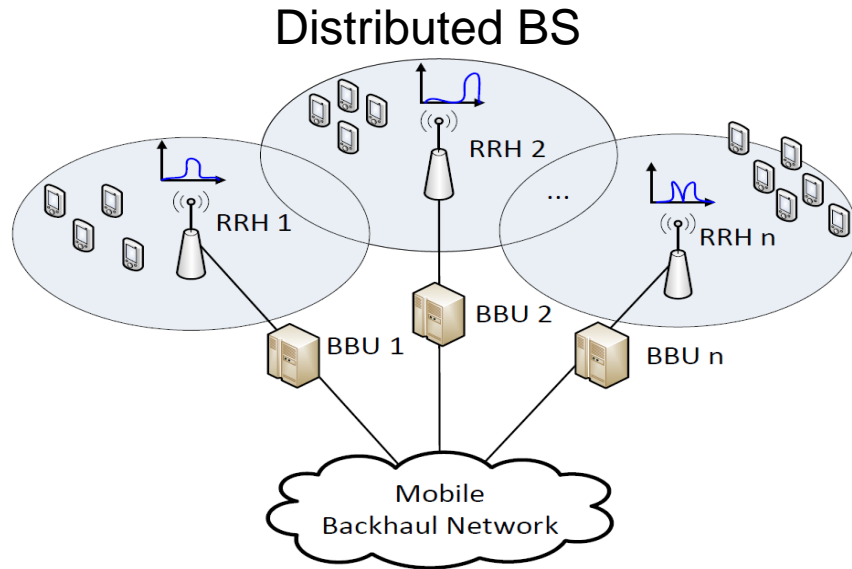 Distributed BS
RRH 1
RRH 2
...
RRH n
BBU 1
BBU 2
BBU n
Mobile
Backhaul Network